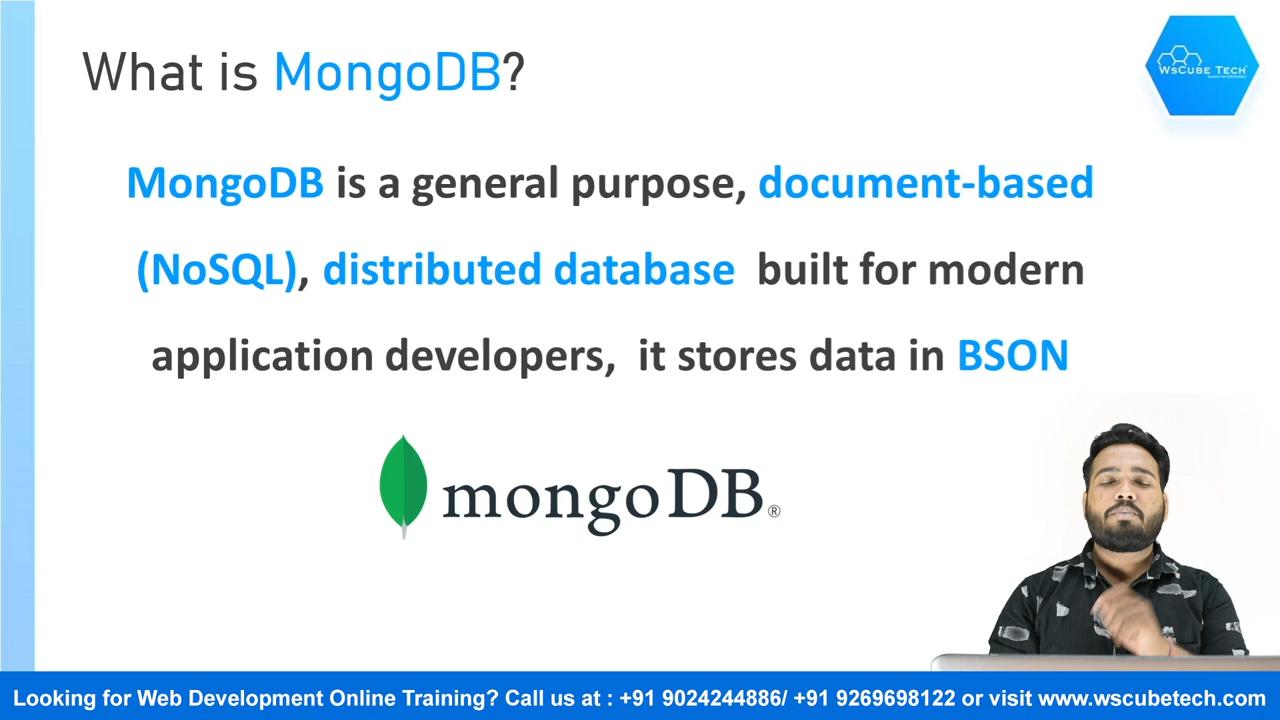 What is MongoDB?
WsCube Tech
MongoDB is a general purpose, document-based
(NoSQL), distributed database built for modern
application developers, it stores data in BSON
mongoDB®
Looking for Web Development Online Training? Call us at : +91 9024244886/ +91 9269698122 or visit www.wscubetech.com